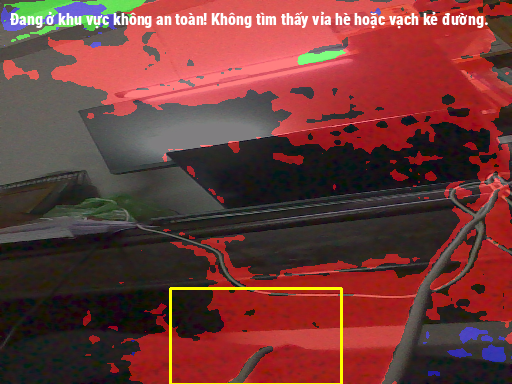 Đang ở khu vực không an toàn! Không tìm thấy vỉa hè hoặc vạch kẻ đường.